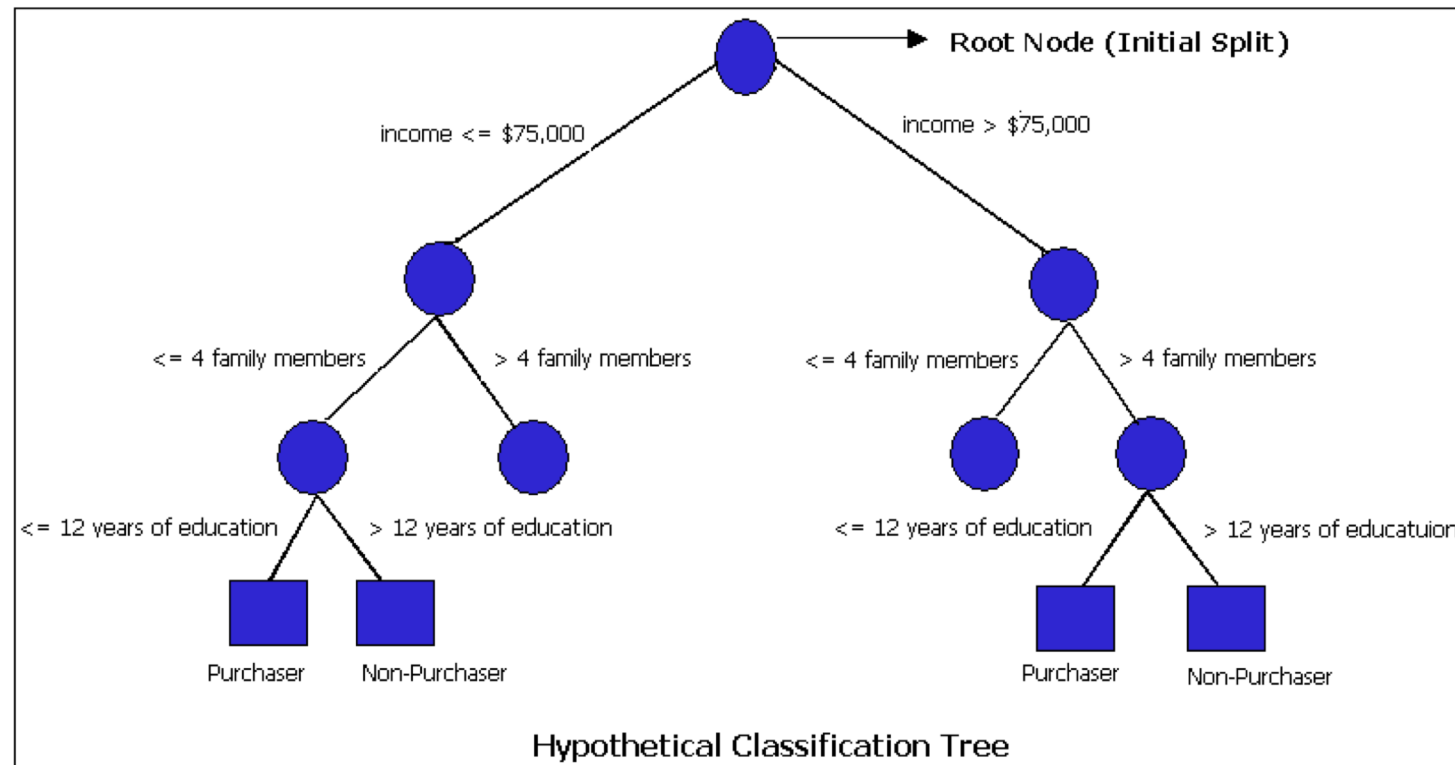 Root Node (Initial Split)
income <= $75,000
income > $75,000
<= 4 family members
> 4 family members
<= 4 family members
> 4 family members
<= 12 years of education
> 12 years of education
<= 12 years of education
> 12 years of educatuion
Purchaser
Non-Purchaser
Purchaser
Non-Purchaser
Hypothetical Classification Tree